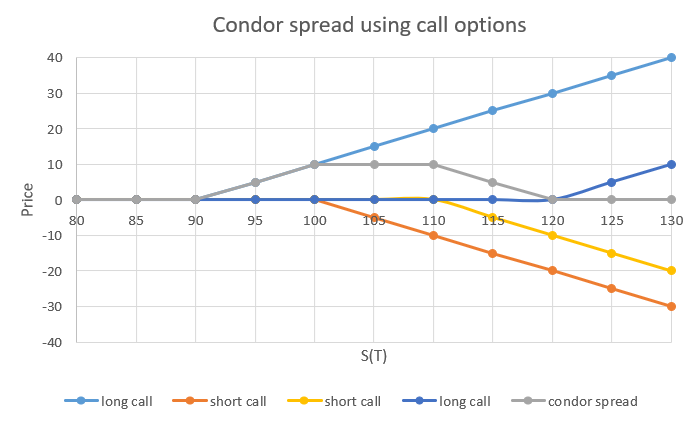 Condor spread using call options
40
30
20
10
0
80 85 90 95 100 105 110 115 120 125 130
-10
-20
-30
-40
Price
S(T)
long call short call short call long call condor spread